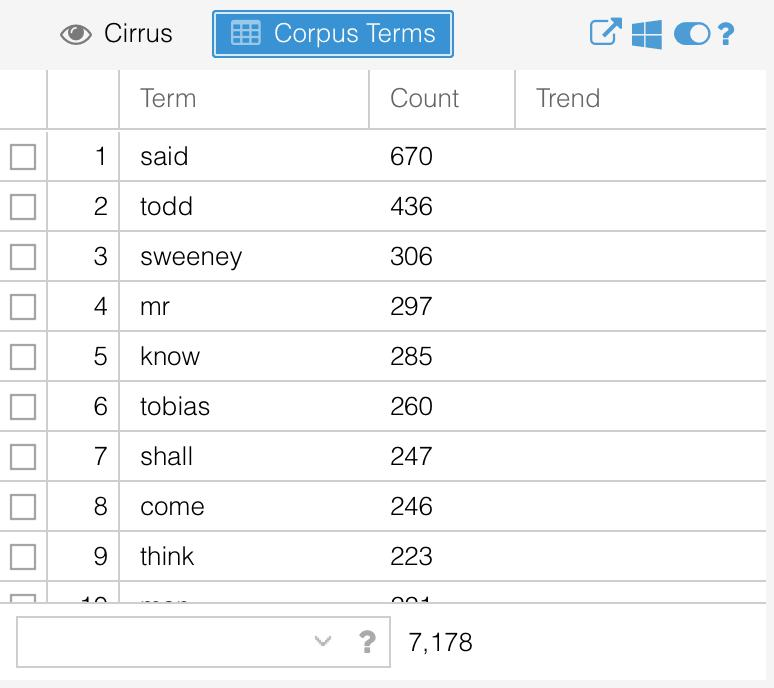 Cirrus Corpus Terms ?
Term Count Trend
1 said 670
2 todd 436
3 sweeney 306
4 mr 297
5 know 285
6 tobias 260
7 shall 247
8 come 246
9 think 223
? 7,178